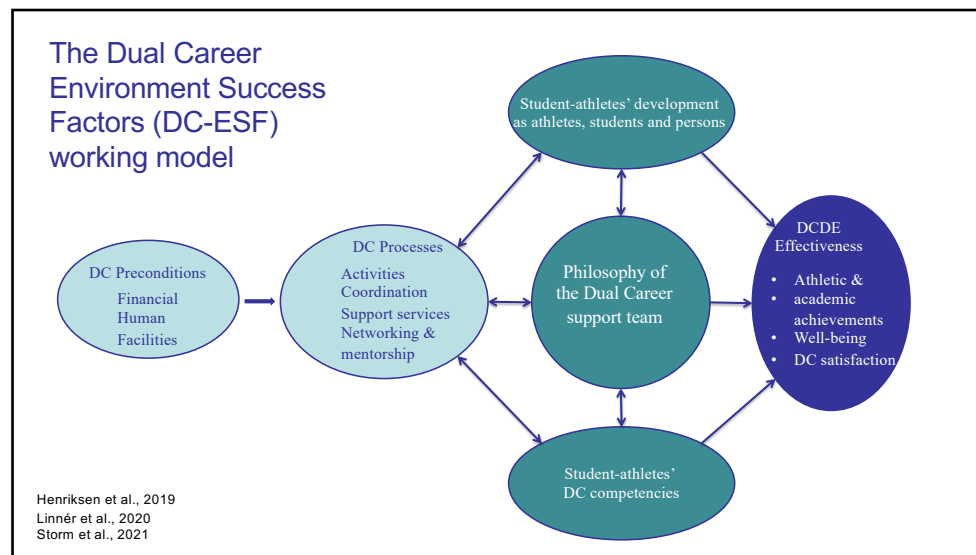 The Dual Career
Environment Success
Factors (DC-ESF)
working model
DC Preconditions
Financial
Human
Facilities
DC Processes
Activities
Coordination
Support services
Networking &
mentorship
Student-athletes’ development
as athletes, students and persons
Philosophy of
the Dual Career
support team
Student-athletes’
DC competencies
DCDE
Effectiveness
• Athletic &
• academic
achievements
• Well-being
• DC satisfaction
Henriksen et al., 2019
Linnér et al., 2020
Storm et al., 2021